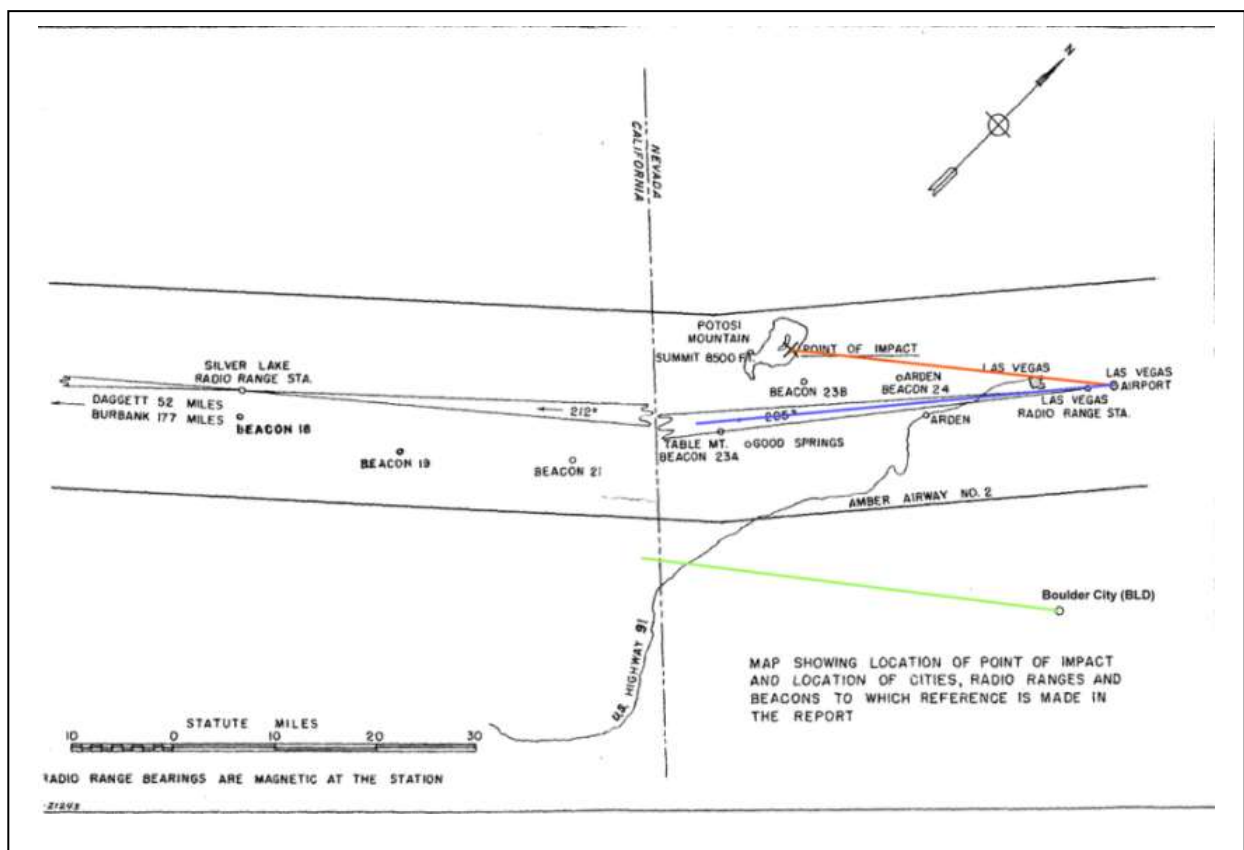 N
NEVADA
CALIFORNIA
POTOSI
MOUNTAIN
SUMMIT 8500 FT.
POINT OF IMPACT
SILVER LAKE
RADIO RANGE STA.
LAS VEGAS
LAS VEGAS
AIRPORT
ARDEN
BEACON 24
BEACON 23B
LAS VEGAS
RADIO RANGE STA.
DAGGETT 52 MILES
BURBANK 177 MILES
BEACON 18
212°
205°
ARDEN
TABLE MT.
BEACON 23A
GOOD SPRINGS
BEACON 19
BEACON 21
AMBER AIRWAY NO. 2
Boulder City (BLD)
U.S. HIGHWAY 91
MAP SHOWING LOCATION OF POINT OF IMPACT
AND LOCATION OF CITIES, RADIO RANGES AND
BEACONS TO WHICH REFERENCE IS MADE IN
THE REPORT
STATUTE MILES
10 0 10 20 30
RADIO RANGE BEARINGS ARE MAGNETIC AT THE STATION
-21243